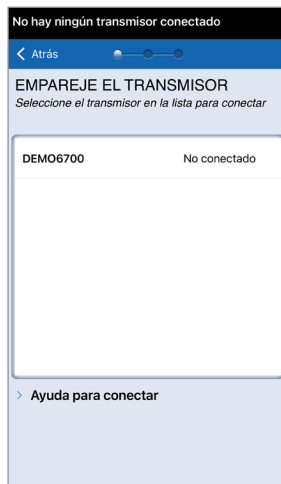 No hay ningún transmisor conectado
Atrás
EMPAREJE EL TRANSMISOR
Seleccione el transmisor en la lista para conectar
DEMO6700 No conectado
Ayuda para conectar